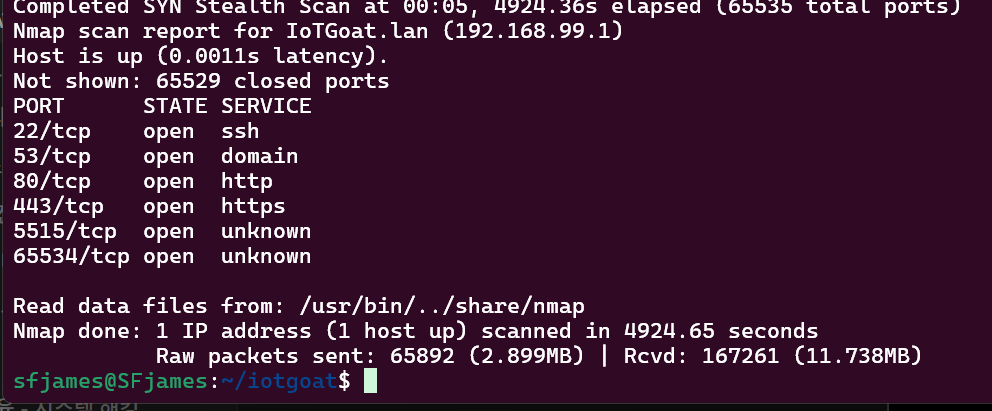 Completed SYN Stealth Scan at 00:05, 4924.36s elapsed (65535 total ports)
Nmap scan report for IoTGoat.lan (192.168.99.1)
Host is up (0.0011s latency).
Not shown: 65529 closed ports
PORT      STATE SERVICE
22/tcp    open  ssh
53/tcp    open  domain
80/tcp    open  http
443/tcp   open  https
5515/tcp  open  unknown
65534/tcp open  unknown
Read data files from: /usr/bin/../share/nmap
Nmap done: 1 IP address (1 host up) scanned in 4924.65 seconds
           Raw packets sent: 65892 (2.899MB) | Rcvd: 167261 (11.738MB)
sfjames@SFjames:~/iotgoat$